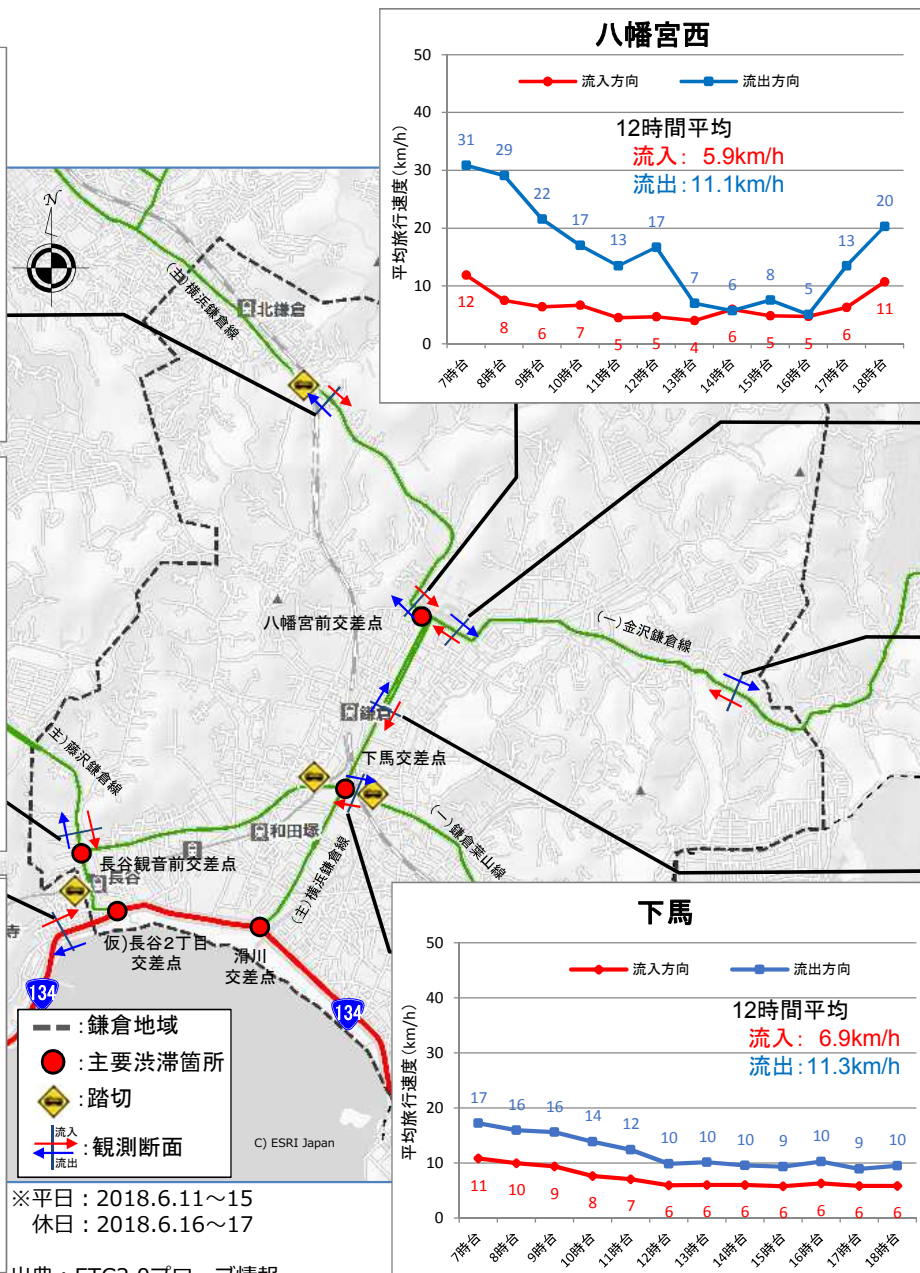 八幡宮西
50
40
30
20
10
0
平均旅行速度(km/h)
流入方向
流出方向
12時間平均
流入: 5.9km/h
流出:11.1km/h
31
29
22
17
13
17
7
6
8
5
13
20
12
8
6
7
5
5
4
6
5
5
6
11
7時台
8時台
9時台
10時台
11時台
12時台
13時台
14時台
15時台
16時台
17時台
18時台
N
(主)横浜鎌倉線
北鎌倉
八幡宮前交差点
(一)金沢鎌倉線
鎌倉
下馬交差点
主)藤沢鎌倉線
和田塚
(一)鎌倉葉山線
長谷観音前交差点
長谷
(主)横浜鎌倉線
寺
仮)長谷2丁目
交差点
滑川
交差点
134
134
:鎌倉地域
:主要渋滞箇所
:踏切
流入
流出
:観測断面
C) ESRI Japan
下馬
50
40
30
20
10
0
平均旅行速度(km/h)
流入方向
流出方向
12時間平均
流入: 6.9km/h
流出:11.3km/h
17
16
16
14
12
10
10
10
9
10
9
10
11
10
9
8
7
6
6
6
6
6
6
6
7時台
8時台
9時台
10時台
11時台
12時台
13時台
14時台
15時台
16時台
17時台
18時台
※平日:2018.6.11~15
休日:2018.6.16~17
出典:ETC2.0プローブ情報